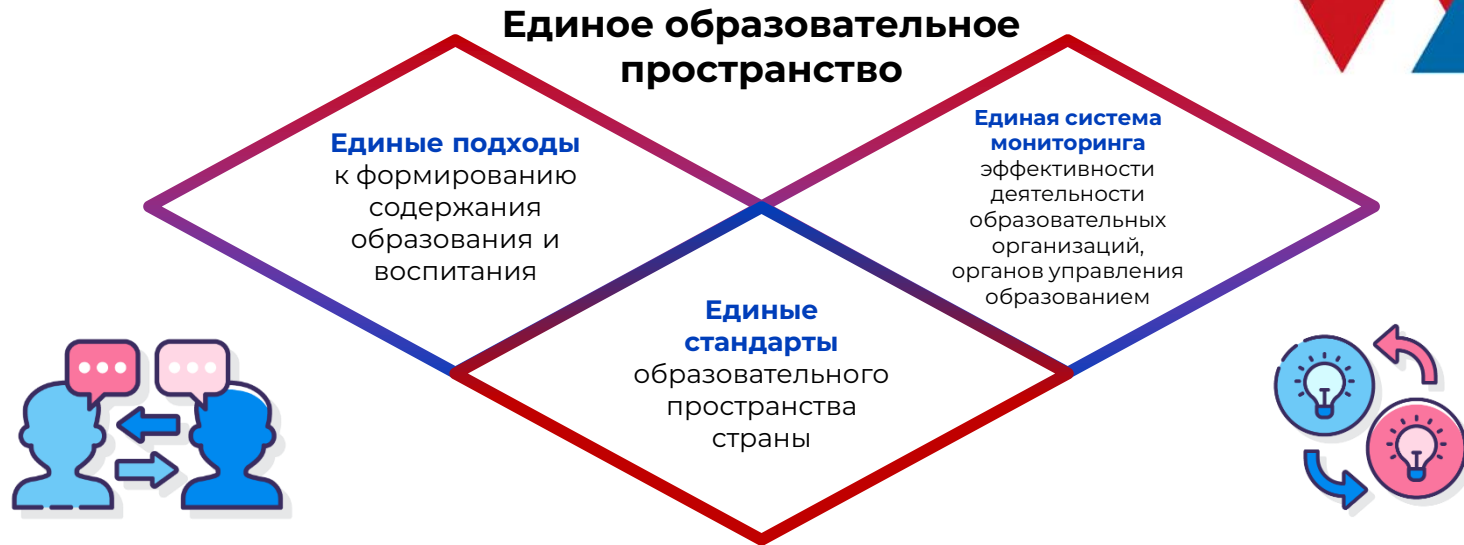 Единое образовательное
пространство
Единые подходы
к формированию
содержания
образования и
воспитания
Единая система
мониторинга
эффективности
деятельности
образовательных
организаций,
органов управления
образованием
Единые
стандарты
образовательного
пространства
страны